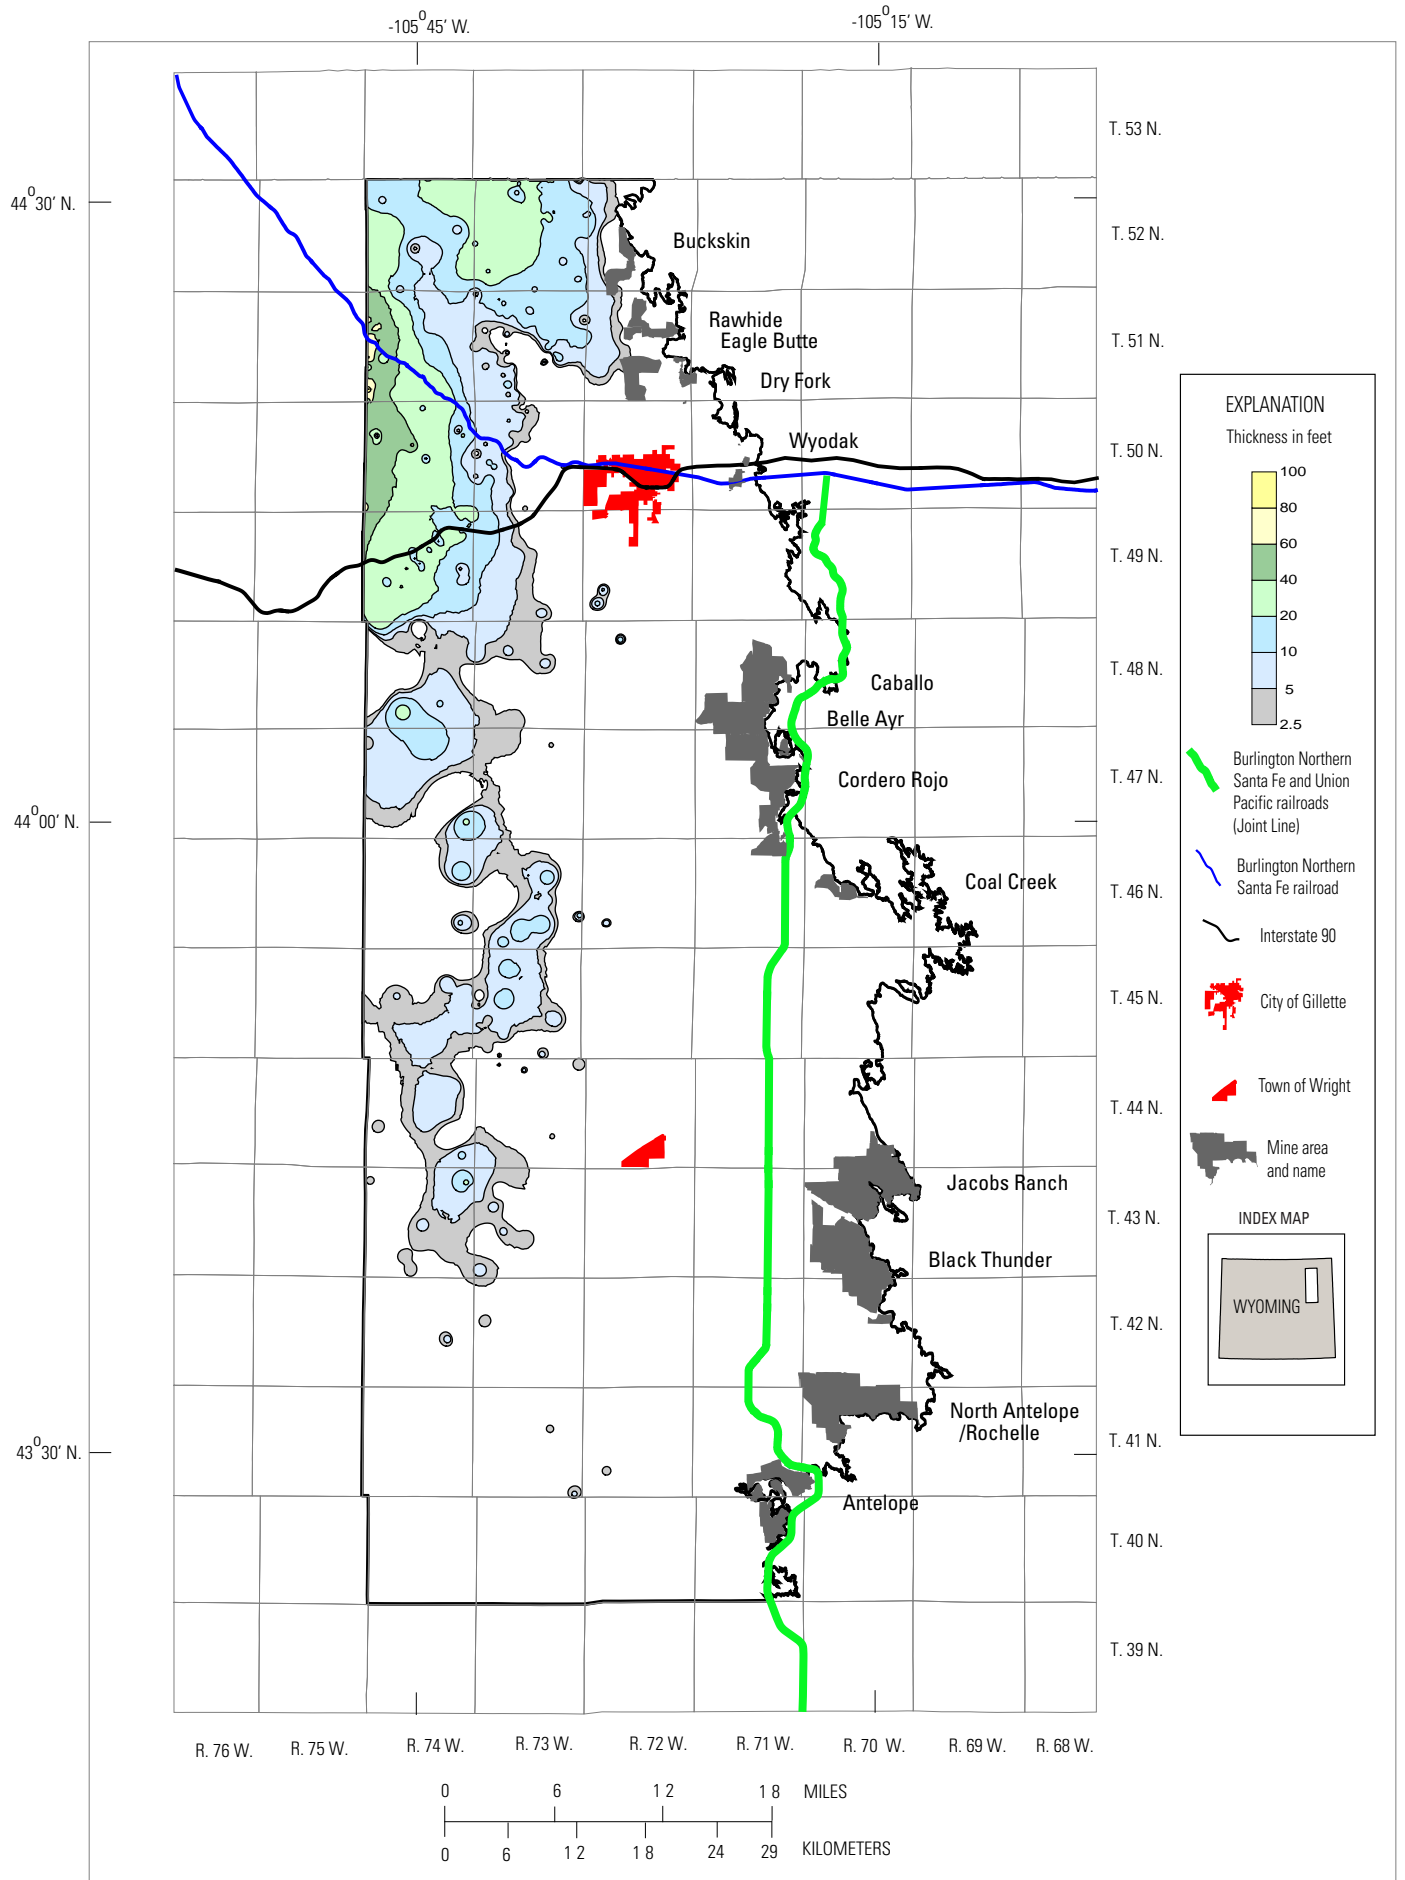 -105°45' W.
-105°15' W.
44°30' N.
44°00' N.
43°30' N.
T. 53 N.
T. 52 N.
T. 51 N.
T. 50 N.
T. 49 N.
T. 48 N.
T. 47 N.
T. 46 N.
T. 45 N.
T. 44 N.
T. 43 N.
T. 42 N.
T. 41 N.
T. 40 N.
T. 39 N.
Buckskin
Rawhide
Eagle Butte
Dry Fork
Wyodak
Caballo
Belle Ayr
Cordero Rojo
Coal Creek
Jacobs Ranch
Black Thunder
North Antelope
/Rochelle
Antelope
R. 76 W.
R. 75 W.
R. 74 W.
R. 73 W.
R. 72 W.
R. 71 W.
R. 70 W.
R. 69 W.
R. 68 W.
0 6 12 18 MILES
0 6 12 18 24 29 KILOMETERS
EXPLANATION
Thickness in feet
100
80
60
40
20
10
5
2.5
Burlington Northern
Santa Fe and Union
Pacific railroads
(Joint Line)
Burlington Northern
Santa Fe railroad
Interstate 90
City of Gillette
Town of Wright
Mine area
and name
INDEX MAP
WYOMING